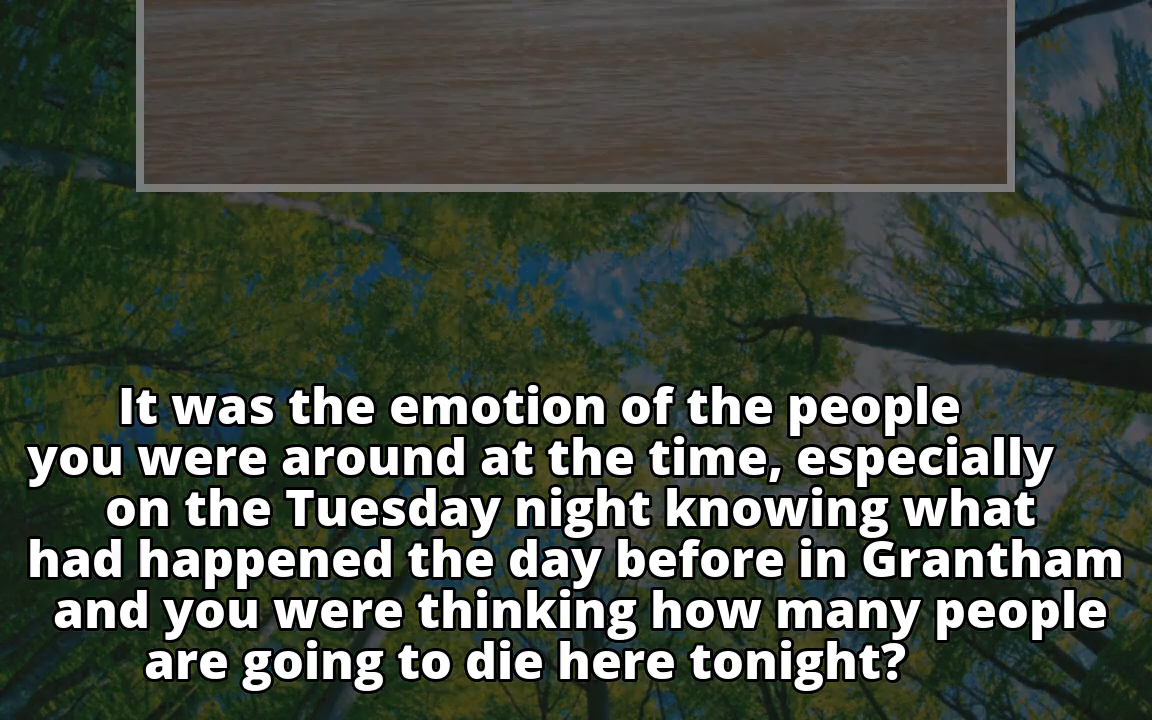 It was the emotion of the people
you were around at the time, especially
on the Tuesday night knowing what
had happened the day before in Grantham
and you were thinking how many people
are going to die here tonight?